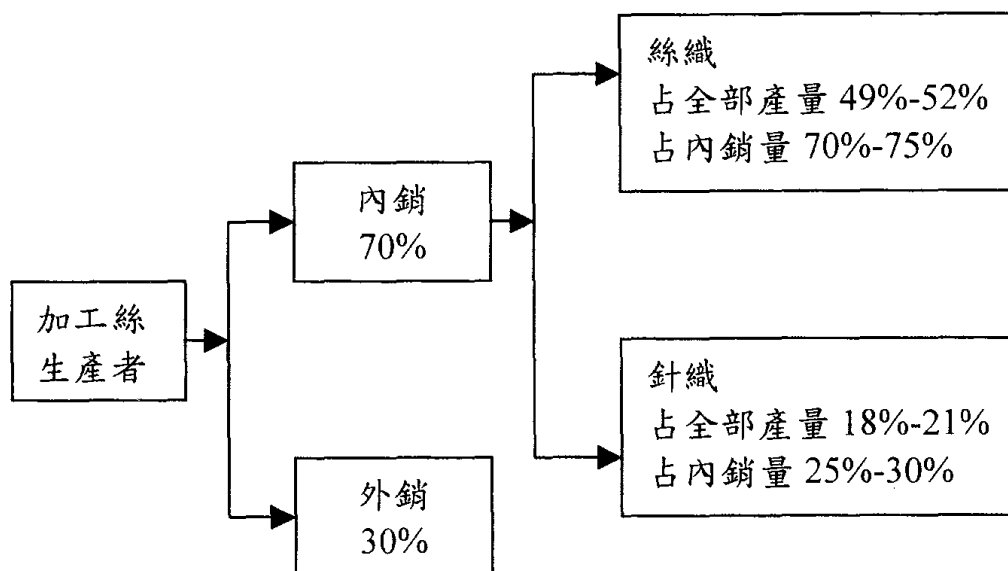 加工絲
生產者
內銷
70%
外銷
30%
絲織
占全部產量 49%-52%
占內銷量 70%-75%
針織
占全部產量 18%-21%
占內銷量 25%-30%